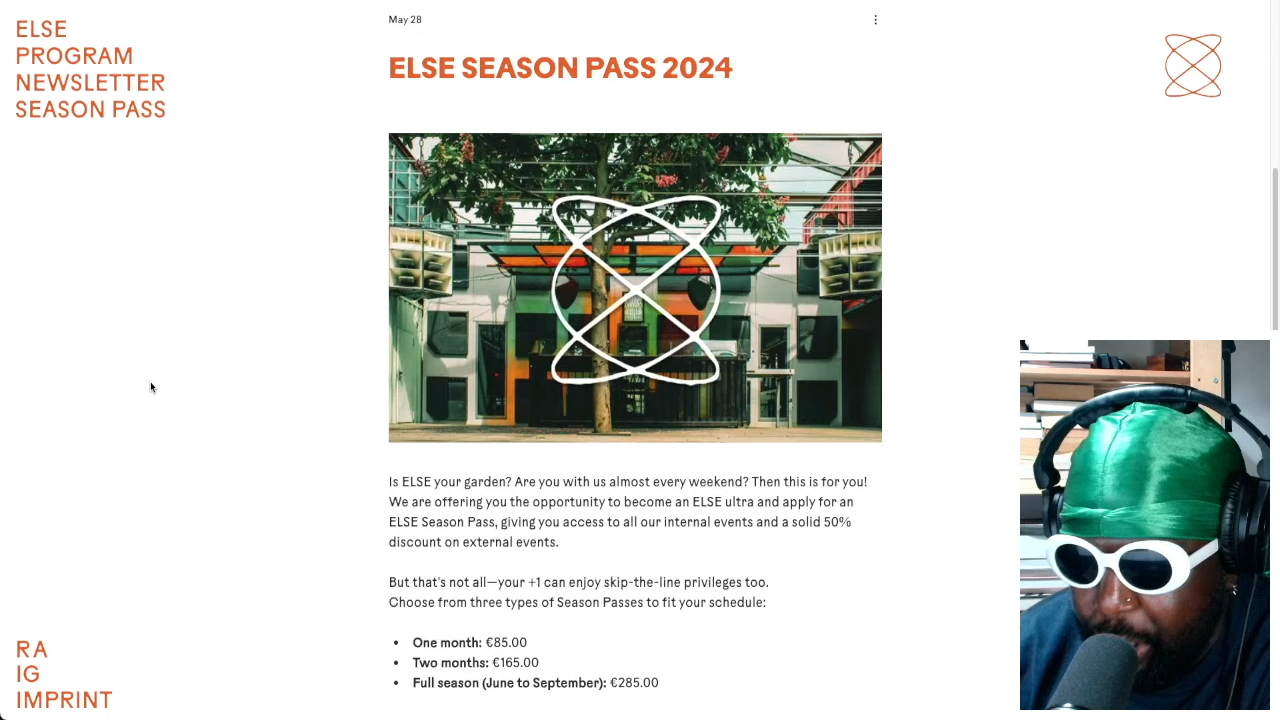 ELSE
PROGRAM
NEWSLETTER
SEASON PASS
May 28
ELSE SEASON PASS 2024
Is ELSE your garden? Are you with us almost every weekend? Then this is for you!
We are offering you the opportunity to become an ELSE ultra and apply for an
ELSE Season Pass, giving you access to all our internal events and a solid 50%
discount on external events.
But that's not all—your +1 can enjoy skip-the-line privileges too.
Choose from three types of Season Passes to fit your schedule:
• One month: €85.00
• Two months: €165.00
• Full season (June to September): €285.00
RA
IG
IMPRINT